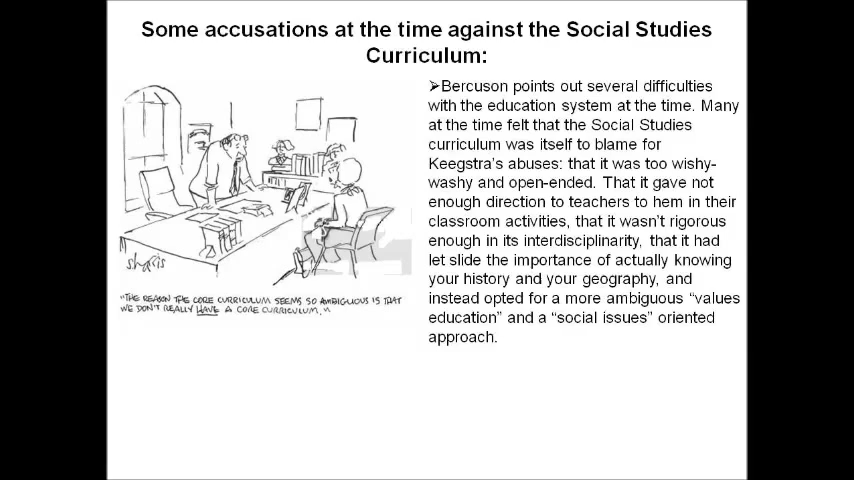 Some accusations at the time against the Social Studies
Curriculum:
➢Bercuson points out several difficulties
with the education system at the time. Many
at the time felt that the Social Studies
curriculum was itself to blame for
Keegstra's abuses: that it was too wishy-
washy and open-ended. That it gave not
enough direction to teachers to hem in their
classroom activities, that it wasn't rigorous
enough in its interdisciplinarity, that it had
let slide the importance of actually knowing
your history and your geography, and
instead opted for a more ambiguous “values
education” and a “social issues” oriented
approach.
sharis
"THE REASON THE CORE CURRICULUM SEEMS SO AMBIGUOUS IS THAT
WE DON'T REALLY HAVE A CORE CURRICULUM."